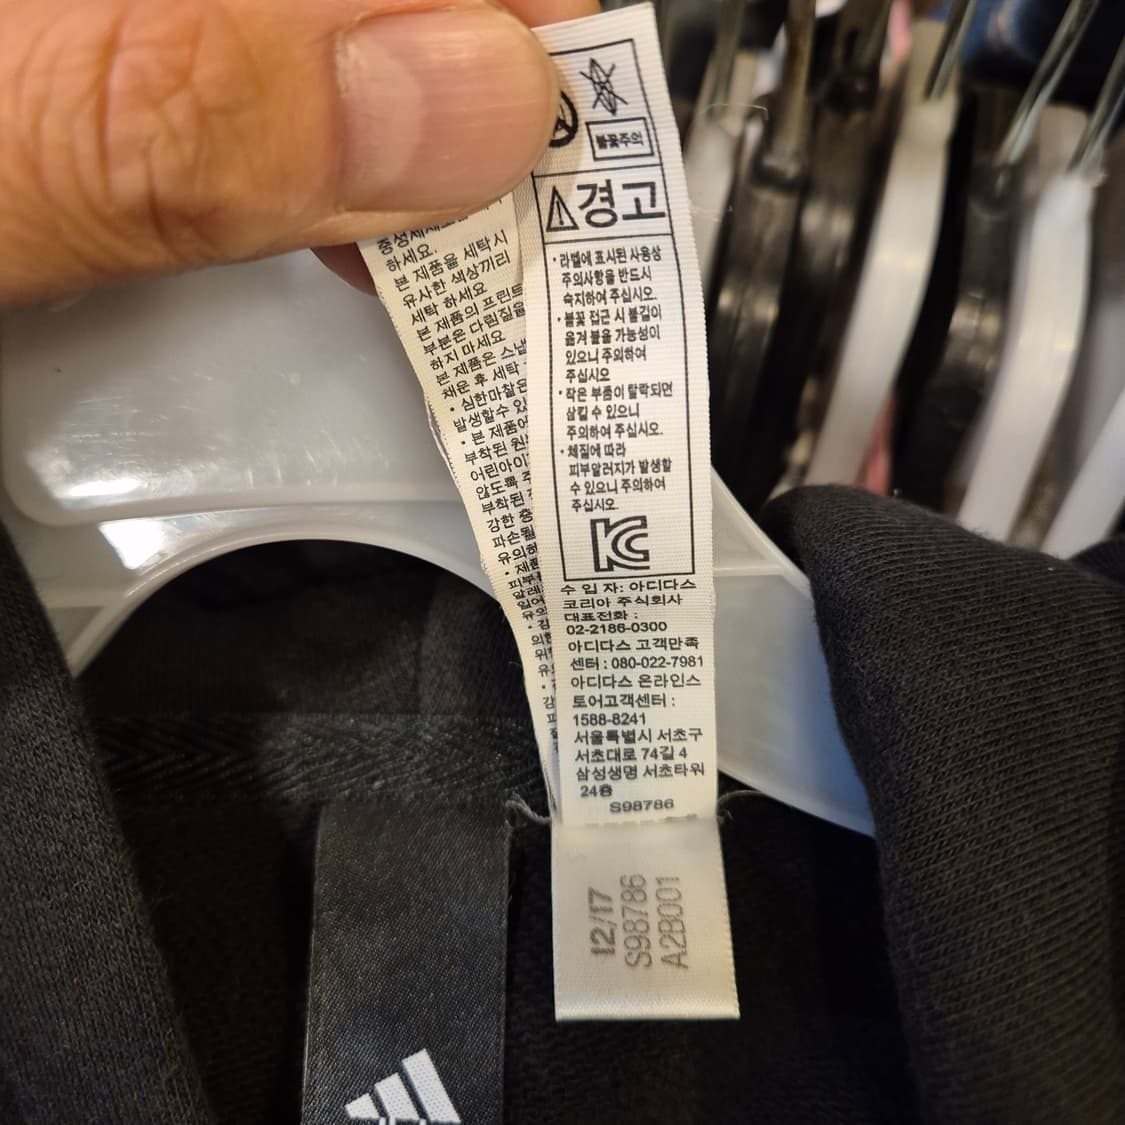 불꽃주의
경고
· 라벨에 표시된 사용상
주의사항을 반드시
숙지하여 주십시오.
· 불꽃 접근 시 불길이
옮겨 붙을 가능성이
있으니 주의하여
주십시오
· 작은 부품이 탈락되면
삼킬 수 있으니
주의하여 주십시오.
· 체질에 따라
피부알러지가 발생할
수 있으니 주의하여
주십시오.
KC
수 입 자: 아디다스
코리아 주식회사
대표전화 :
02-2186-0300
아디다스 고객만족
센터 : 080-022-7981
아디다스 온라인스
토어고객센터 :
1588-8241
서울특별시 서초구
서초대로 74길 4
삼성생명 서초타워
24층
S98786
하세요.
본 제품을 세탁시
유사한 색상끼리
세탁 하세요
본 제품의 프린트
부분은 다림질을
하지 마세요
본 제품은 스냅
채운 후 세탁
· 심한마찰은
발생할수 있
· 본 제품에
부착된 원
어린아이
않도록 주
부착된
강한 충
파손될
12/17
S98786
A2B001